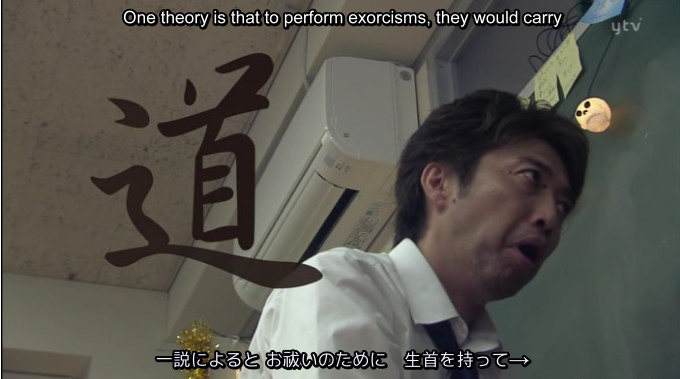 One theory is that to perform exorcisms, they would carry
ytv
道
一説によると お祓いのために 生首を持って→